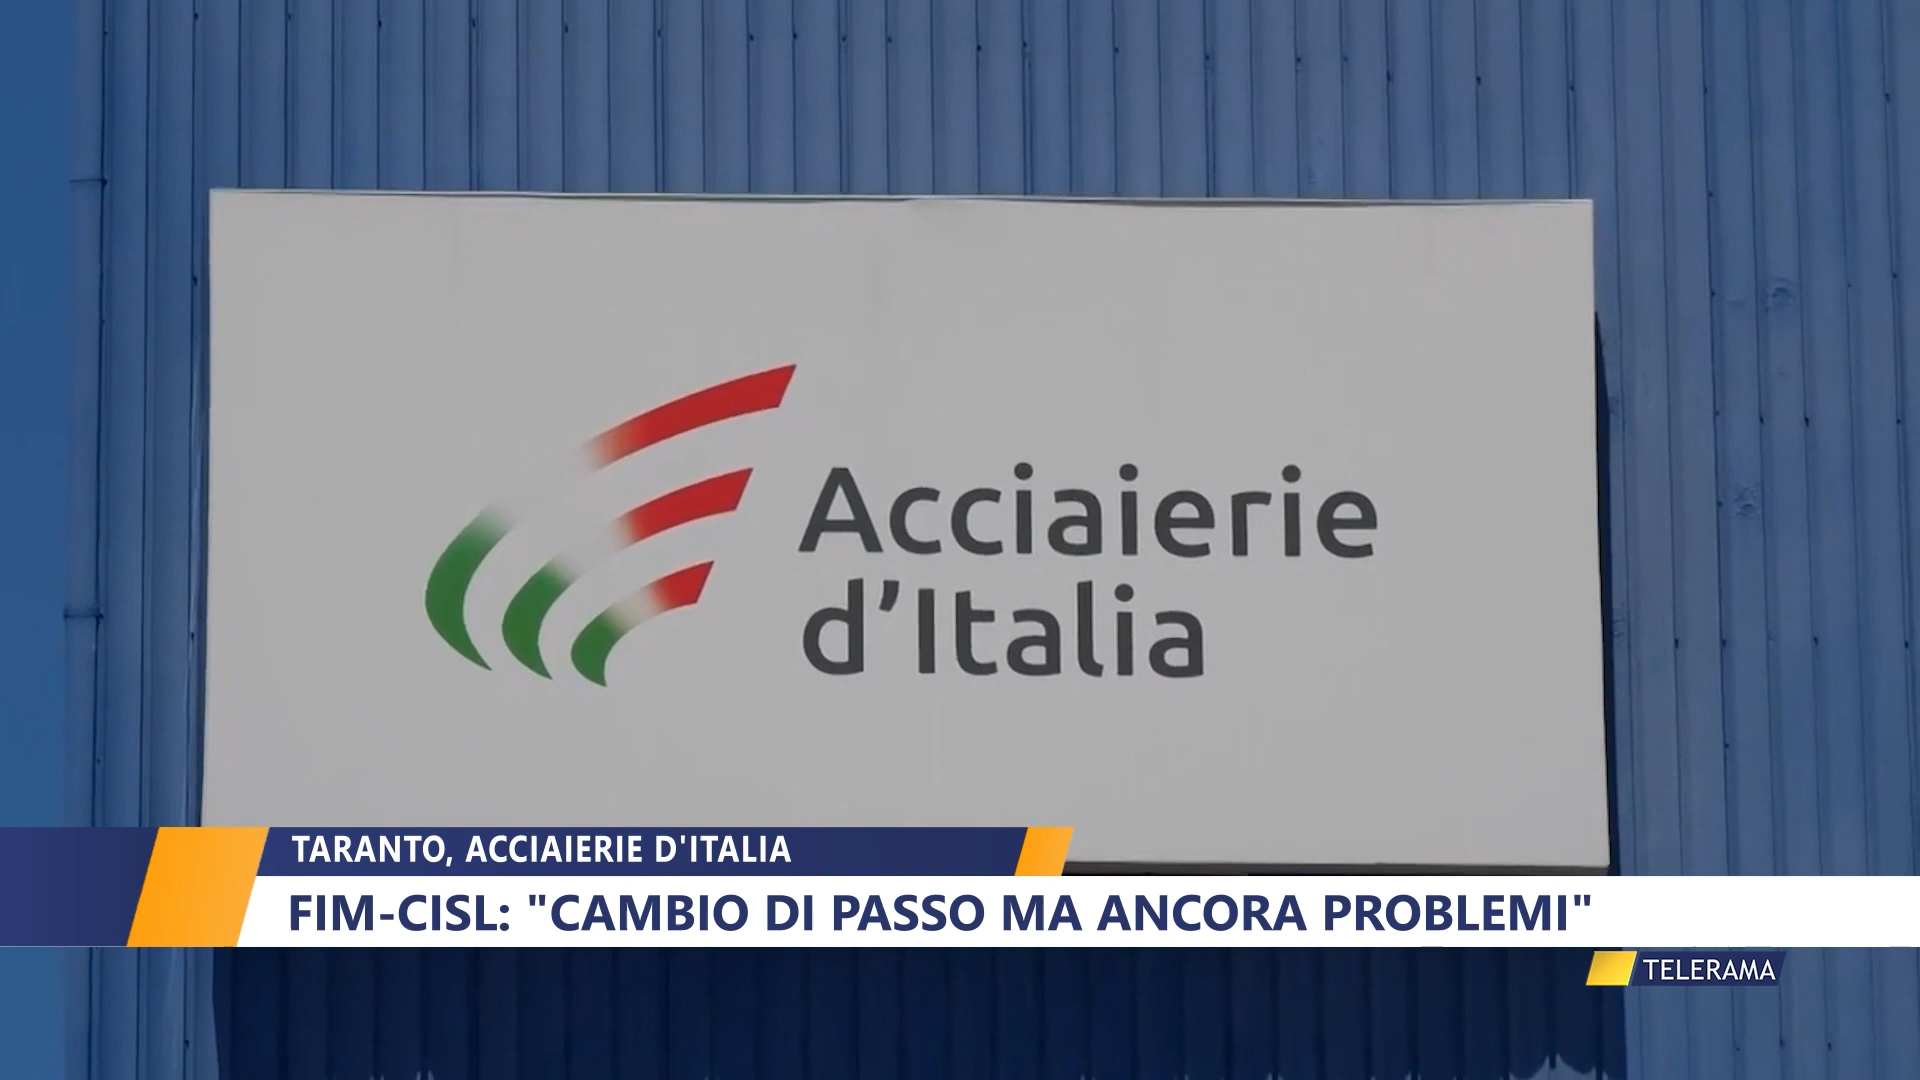 Acciaierie
d'Italia
TARANTO, ACCIAIERIE D'ITALIA
FIM-CISL: "CAMBIO DI PASSO MA ANCORA PROBLEMI"
TELERAMA